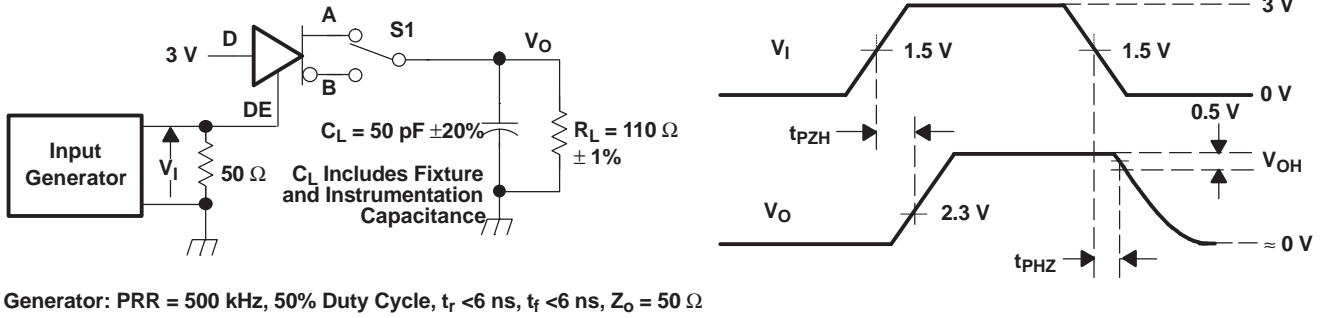 3 V
D
A
B
S1
DE
VO
Input
Generator
VI
50 Ω
CL = 50 pF ±20%
CL Includes Fixture
and Instrumentation
Capacitance
RL = 110 Ω
± 1%
Generator: PRR = 500 kHz, 50% Duty Cycle, tr <6 ns, tf <6 ns, Zo = 50 Ω
3 V
VI
1.5 V
1.5 V
0 V
0.5 V
tPZH
VOH
VO
2.3 V
tPHZ
≈ 0 V